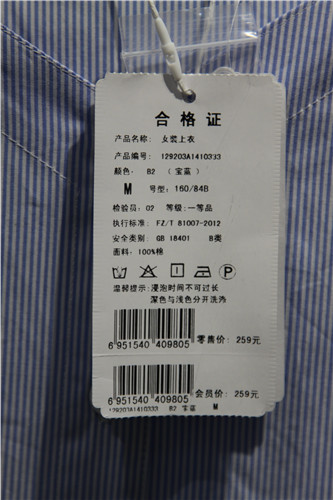 合格证
产品名称: 女装上衣
产品编号: 129203A1410333
颜色: B2 (宝蓝)
M 号型:160/84B
检验员:02 等级:一等品
执行标准: FZ/T 81007-2012
安全类别: GB 18401 B类
面料:100%棉
P
温馨提示:浸泡时间不可过长
深色与浅色分开洗涤
零售价: 259元
6 951540 409805
会员价: 259元
6 951540 409805
129203A1410333 B2 宝蓝 M